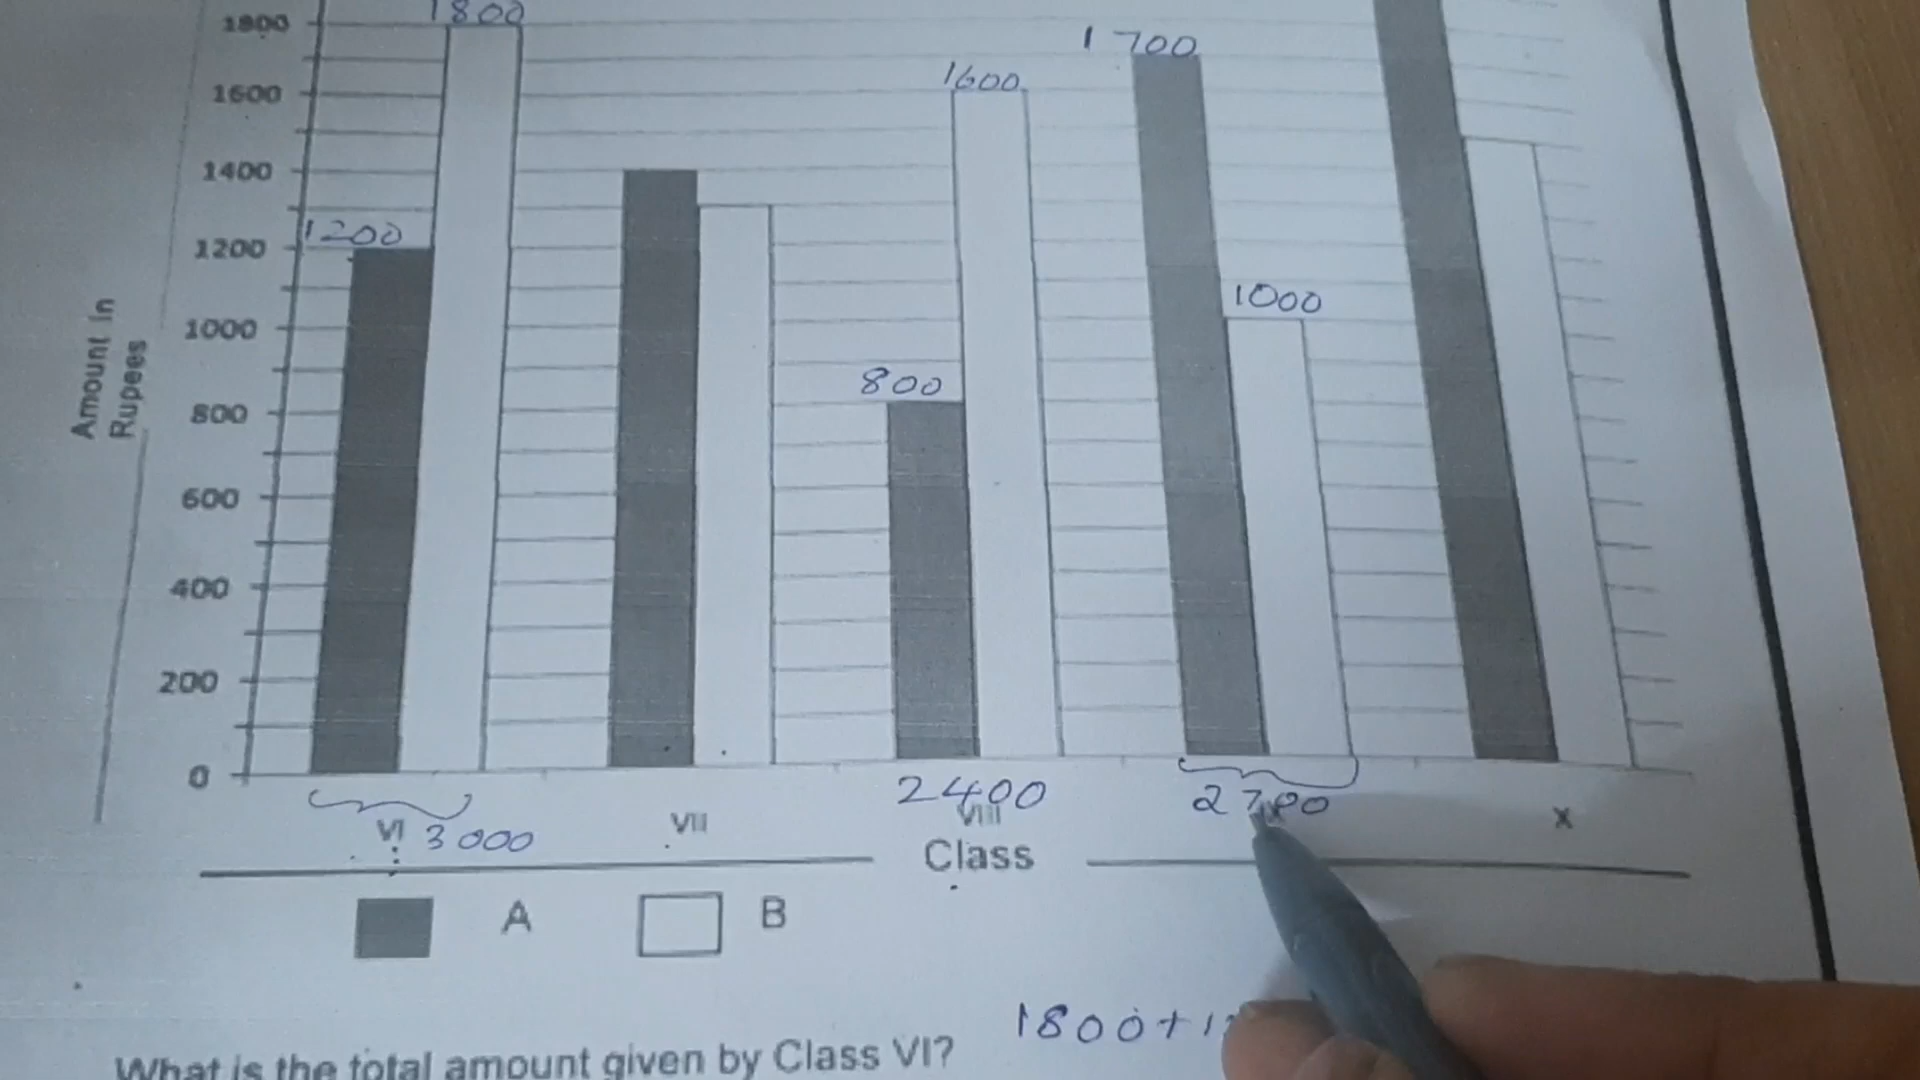 1800
1800
1700
1600
1600
1400
1200
1200
1000
1000
800
800
600
400
200
0
Amount in
Rupees
2400
2700
VI
3000
VII
VIII
X
Class
A
B
1800+1
What is the total amount given by Class VI?